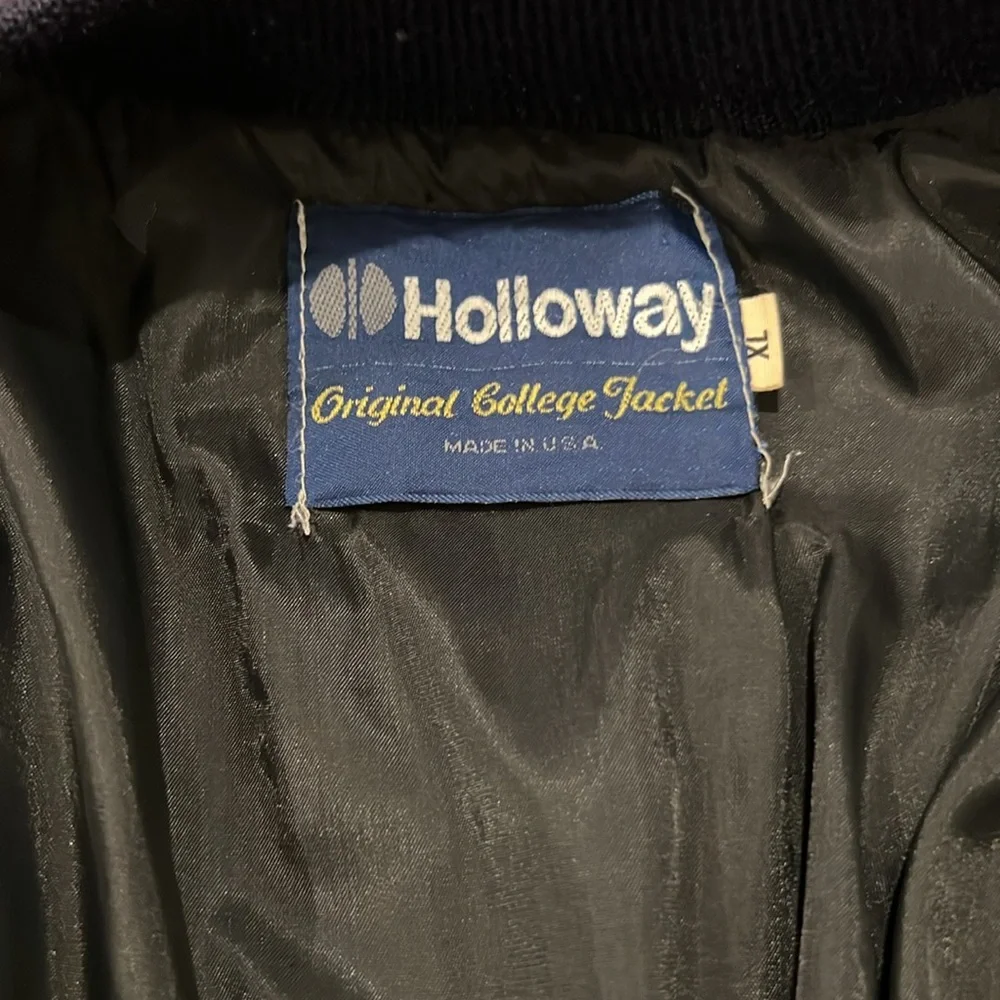 Holloway
XL
Original College Jacket
MADE IN U.S.A.